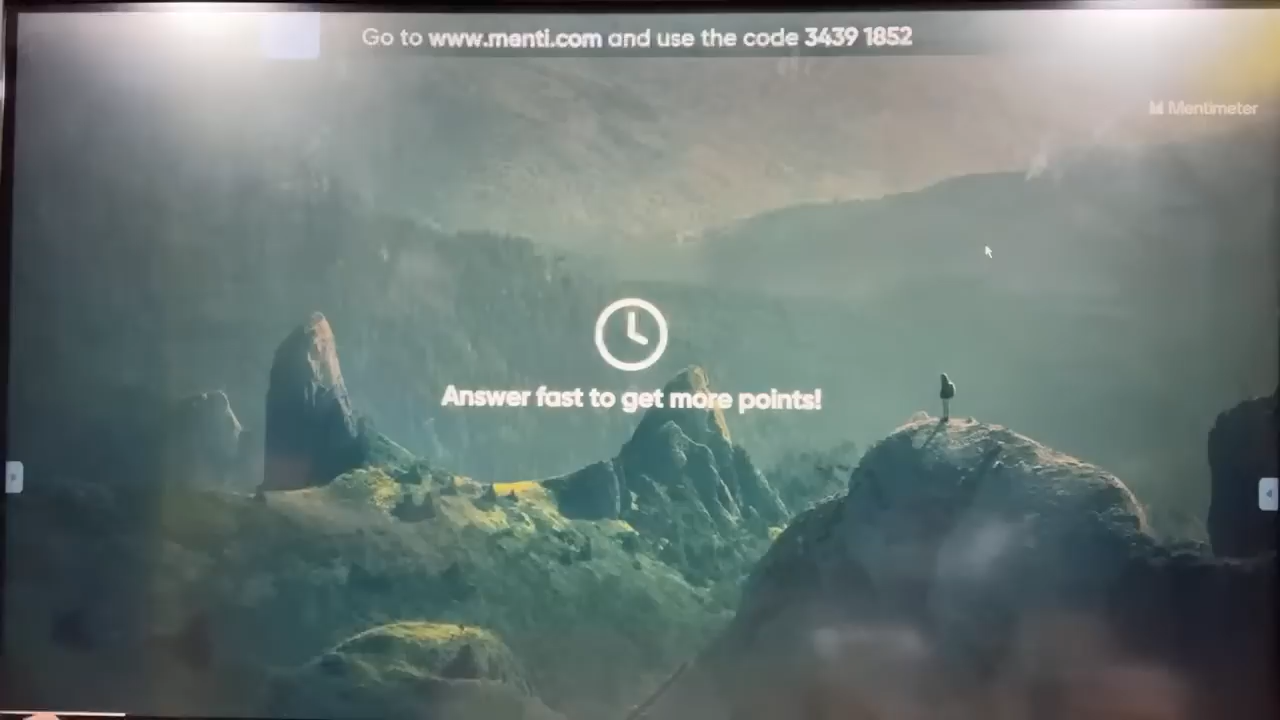 Go to www.menti.com and use the code 3439 1852
Mentimeter
Answer fast to get more points!